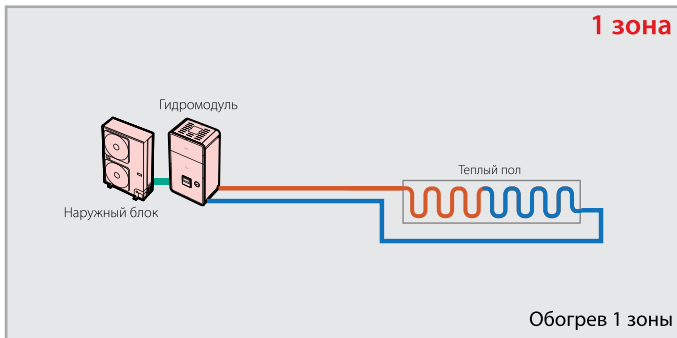 1 зона
Гидромодуль
Теплый пол
Наружный блок
Обогрев 1 зоны